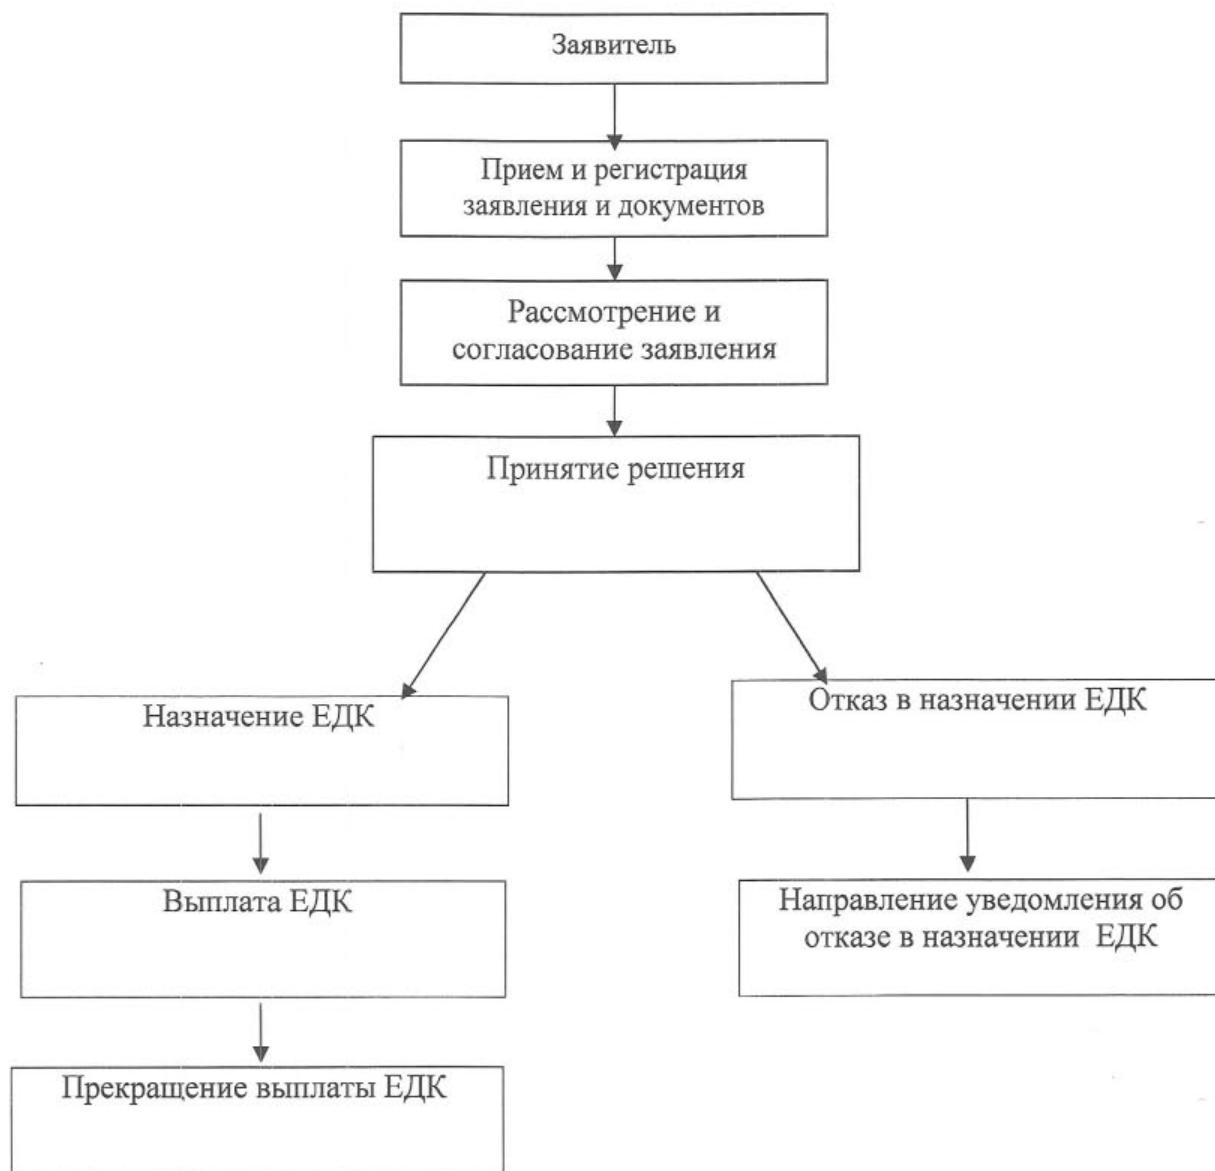 Заявитель
Прием и регистрация
заявления и документов
Рассмотрение и
согласование заявления
Принятие решения
Назначение ЕДК
Отказ в назначении ЕДК
Выплата ЕДК
Направление уведомления об
отказе в назначении ЕДК
Прекращение выплаты ЕДК